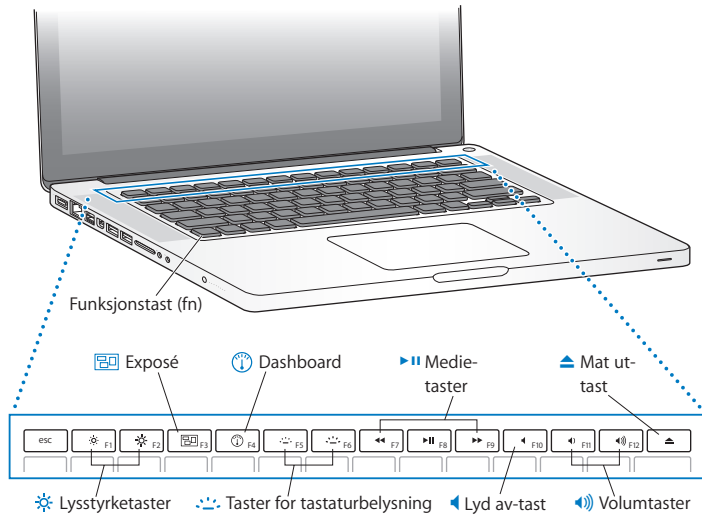 Funksjonstast (fn)
Exposé
Dashboard
Medie-
taster
Mat ut-
tast
esc F1 F2 F3 F4 F5 F6 F7 F8 F9 F10 F11 F12
Lysstyrketaster
Taster for tastaturbelysning
Lyd av-tast
Volumtaster